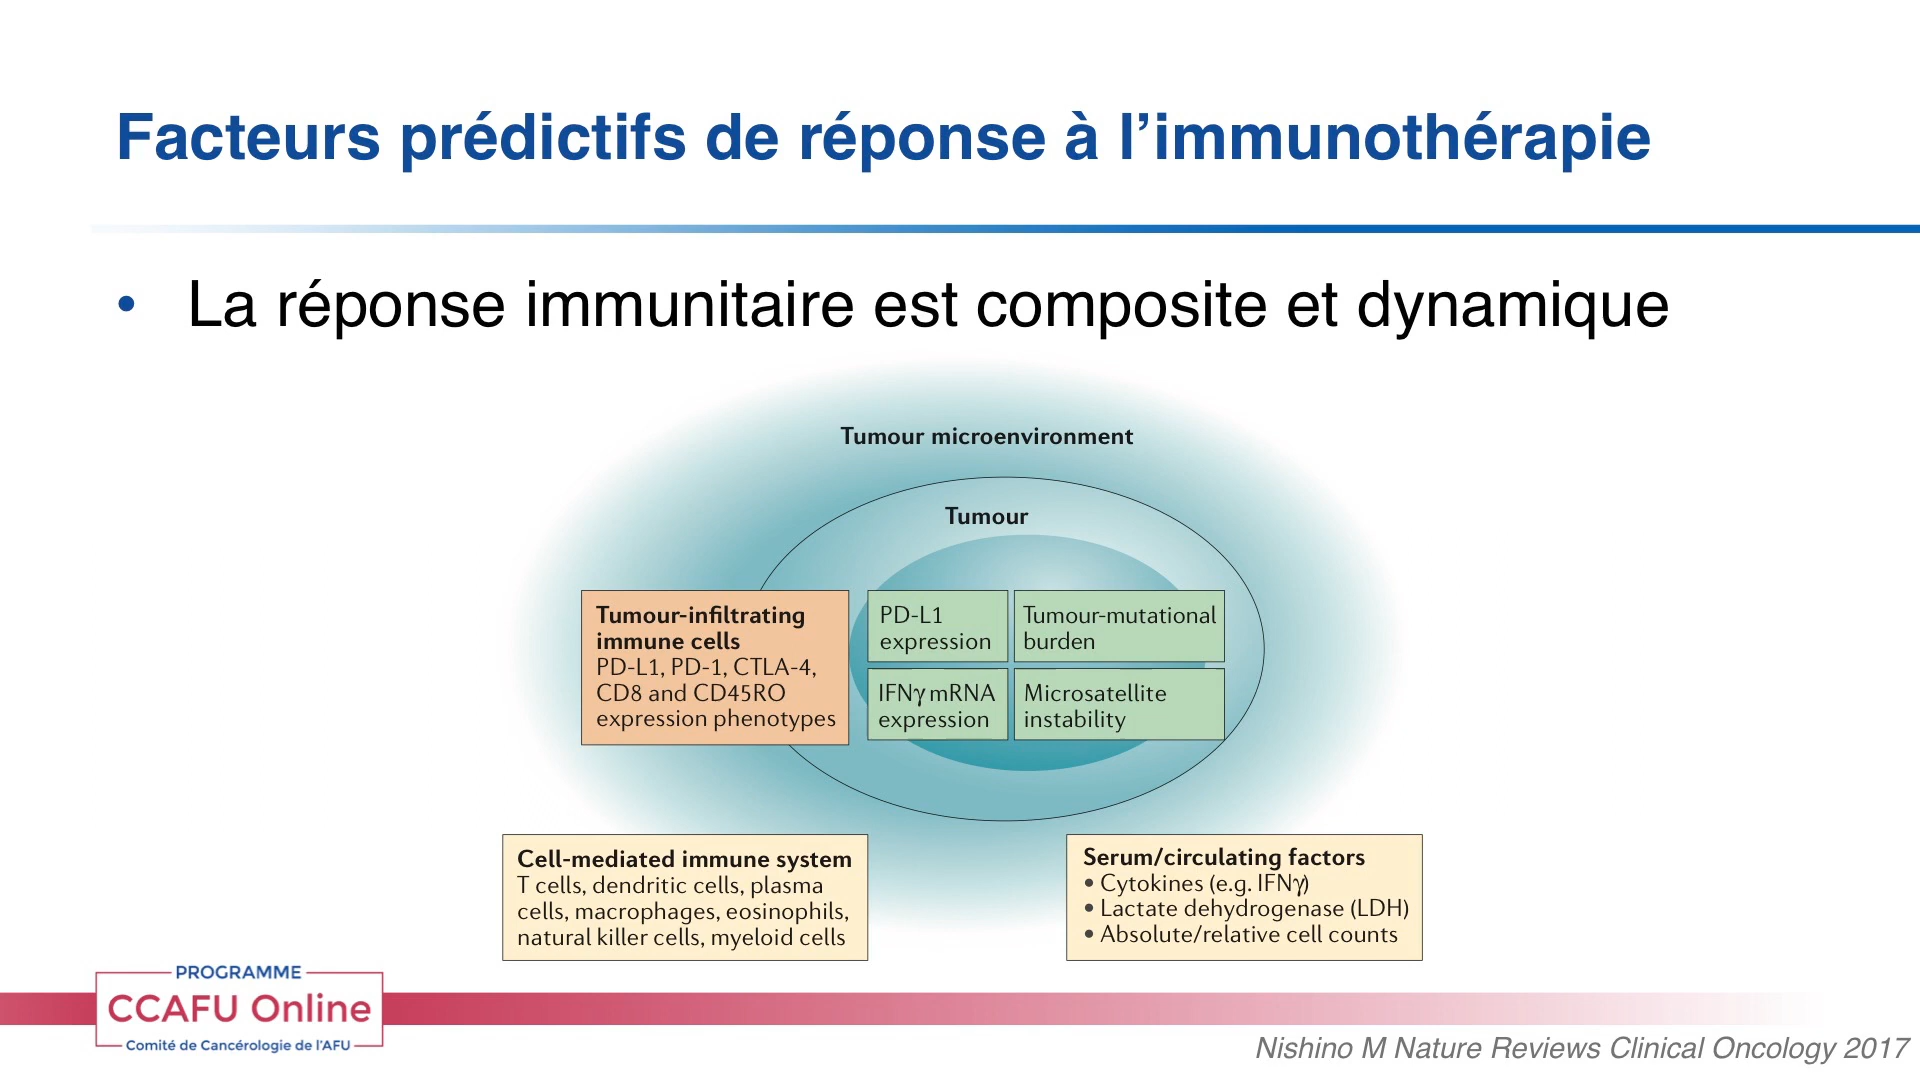 Facteurs prédictifs de réponse à l’immunothérapie
• La réponse immunitaire est composite et dynamique
Tumour microenvironment
Tumour
Tumour-infiltrating
immune cells
PD-L1, PD-1, CTLA-4,
CD8 and CD45RO
expression phenotypes
PD-L1
expression
Tumour-mutational
burden
IFNγ mRNA
expression
Microsatellite
instability
Cell-mediated immune system
T cells, dendritic cells, plasma
cells, macrophages, eosinophils,
natural killer cells, myeloid cells
Serum/circulating factors
• Cytokines (e.g. IFNγ)
• Lactate dehydrogenase (LDH)
• Absolute/relative cell counts
PROGRAMME
CCAFU Online
Comité de Cancérologie de l’AFU
Nishino M Nature Reviews Clinical Oncology 2017